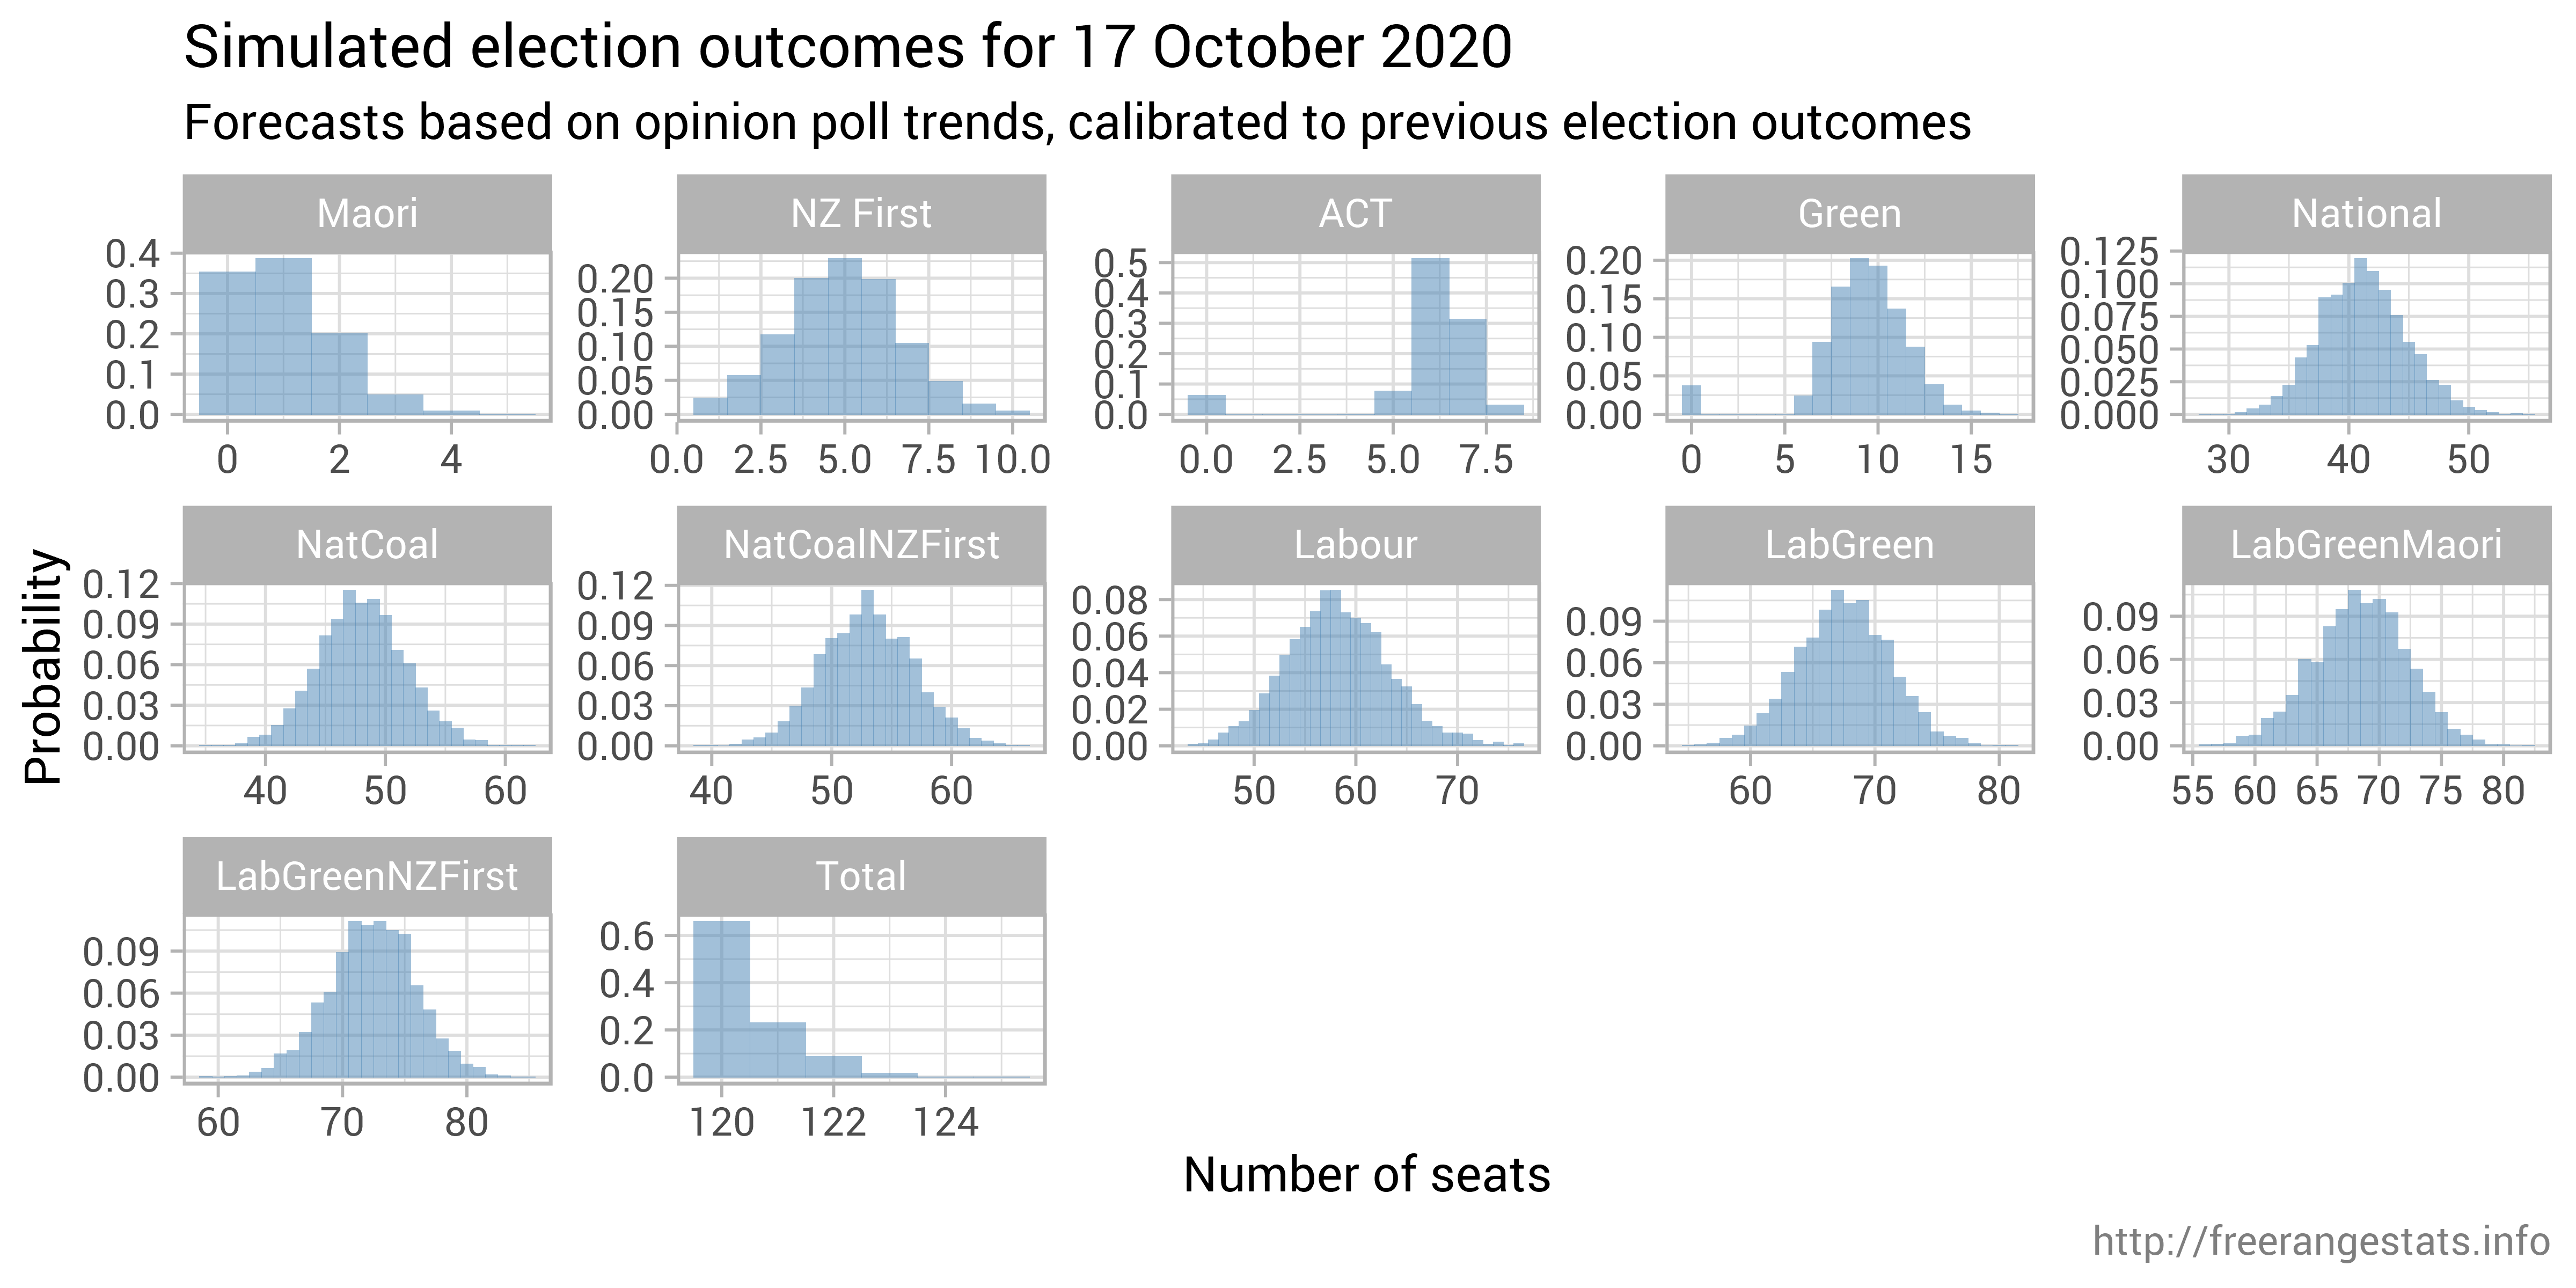 Simulated election outcomes for 17 October 2020
Forecasts based on opinion poll trends, calibrated to previous election outcomes
Maori
0.4
0.3
0.2
0.1
0.0
0 2 4
NZ First
0.20
0.15
0.10
0.05
0.00
0.0 2.5 5.0 7.5 10.0
ACT
0.5
0.4
0.3
0.2
0.1
0.0
0.0 2.5 5.0 7.5
Green
0.20
0.15
0.10
0.05
0.00
0 5 10 15
National
0.125
0.100
0.075
0.050
0.025
0.000
30 40 50
Probability
NatCoal
0.12
0.09
0.06
0.03
0.00
40 50 60
NatCoalNZFirst
0.12
0.09
0.06
0.03
0.00
40 50 60
Labour
0.08
0.06
0.04
0.02
0.00
50 60 70
LabGreen
0.09
0.06
0.03
0.00
60 70 80
LabGreenMaori
0.09
0.06
0.03
0.00
55 60 65 70 75 80
LabGreenNZFirst
0.09
0.06
0.03
0.00
60 70 80
Total
0.6
0.4
0.2
0.0
120 122 124
Number of seats
http://freerangestats.info